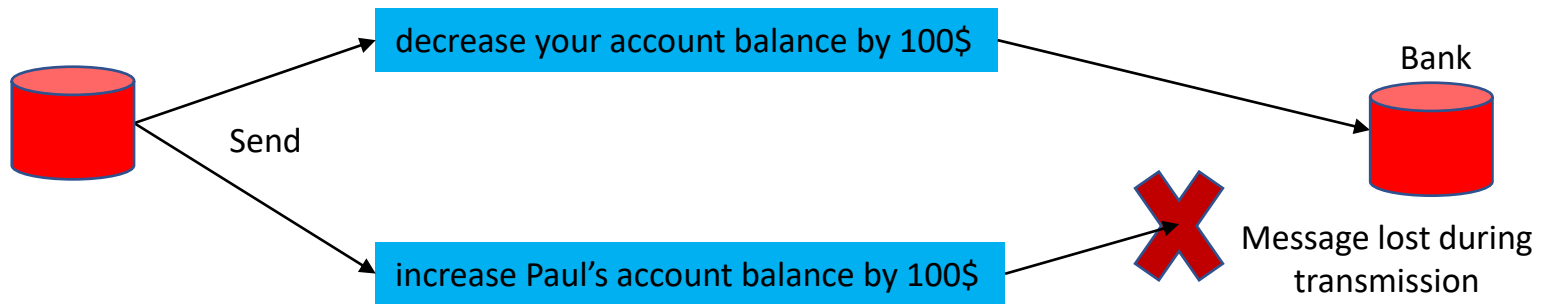 decrease your account balance by 100$
Bank
Send
Message lost during
transmission
increase Paul’s account balance by 100$